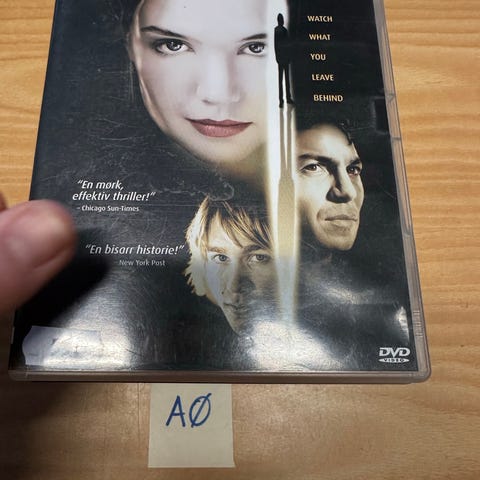 WATCH
WHAT
YOU
LEAVE
BEHIND
"En mørk,
effektiv thriller!"
– Chicago Sun-Times
"En bisarr historie!"
– New York Post
DVD
VIDEO
AØ